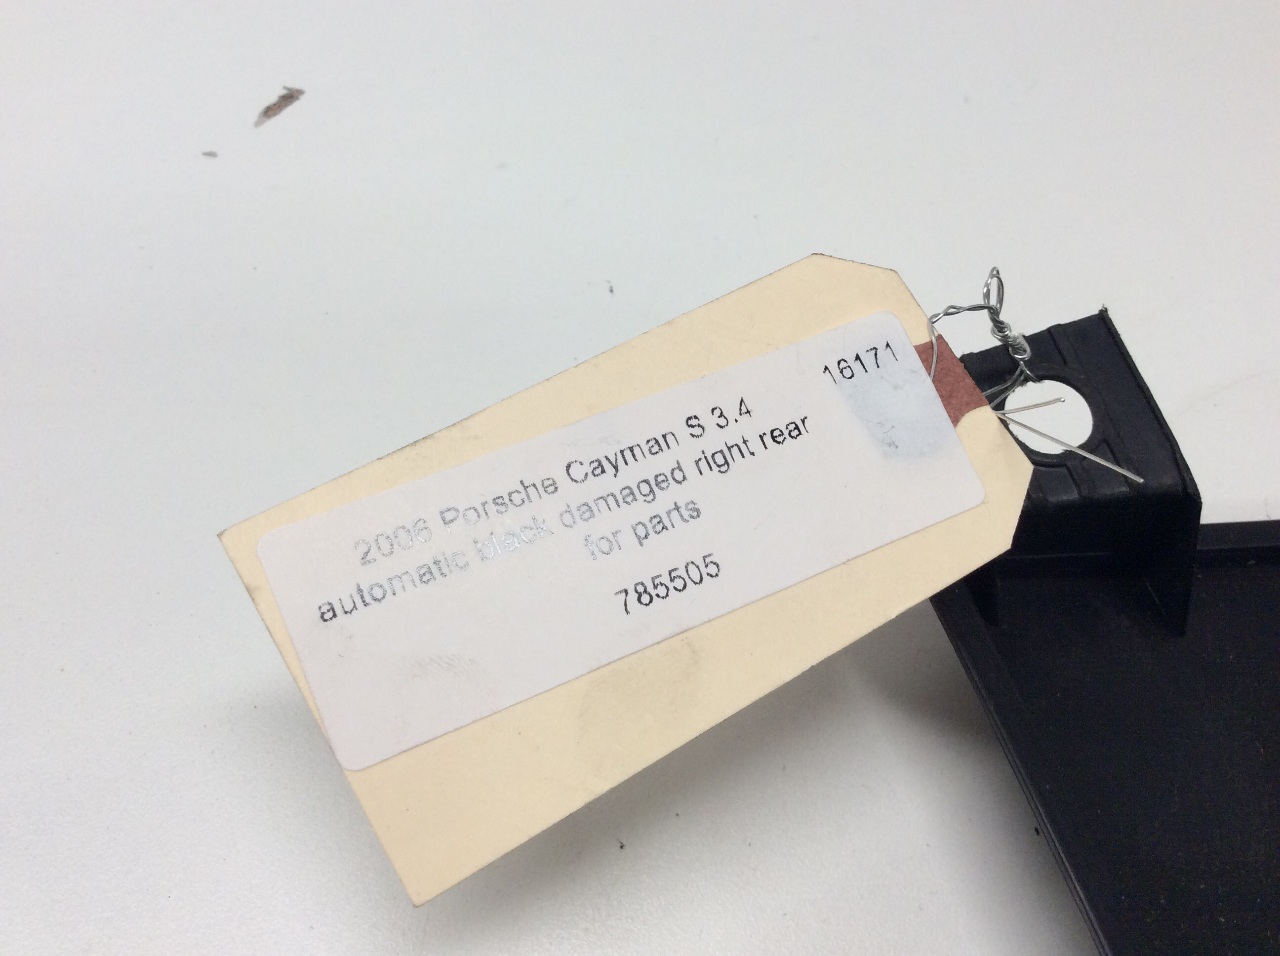 16171
2006 Porsche Cayman S 3.4
automatic black damaged right rear
for parts
785505